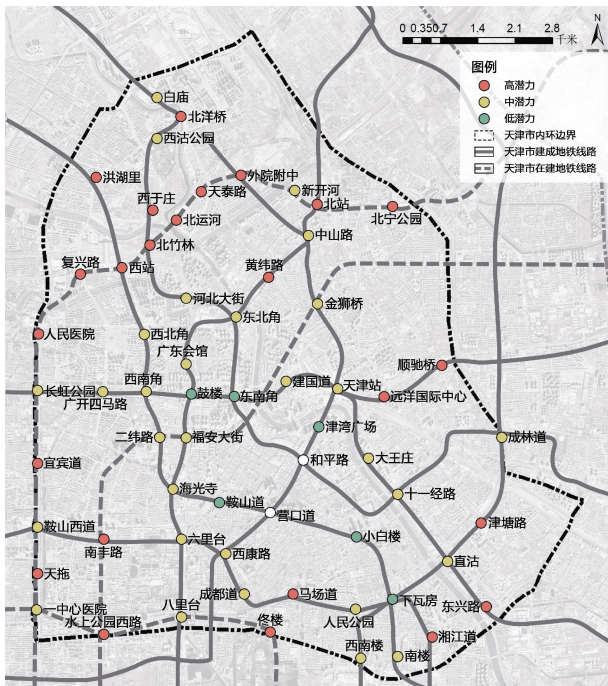 N
0 0.350.7 1.4 2.1 2.8
千米
图例
高潜力
中潜力
低潜力
天津市内环边界
天津市建成地铁线路
天津市在建地铁线路
白庙
北洋桥
西沽公园
洪湖里
外院附中
天泰路
新开河
西于庄
北站
北宁公园
北运河
北竹林
中山路
复兴路
西站
黄纬路
河北大街
金狮桥
东北角
人民医院
西北角
广东会馆
顺驰桥
西南角
建国道
天津站
长虹公园
广开四马路
鼓楼
东南角
远洋国际中心
津湾广场
二纬路
福安大街
成林道
和平路
大王庄
宜宾道
海光寺
十一经路
鞍山道
营口道
津塘路
鞍山西道
小白楼
南丰路
六里台
西康路
直沽
天拖
成都道
马场道
下瓦房
一中心医院
八里台
人民公园
东兴路
水上公园西路
佟楼
湘江道
西南楼
南楼